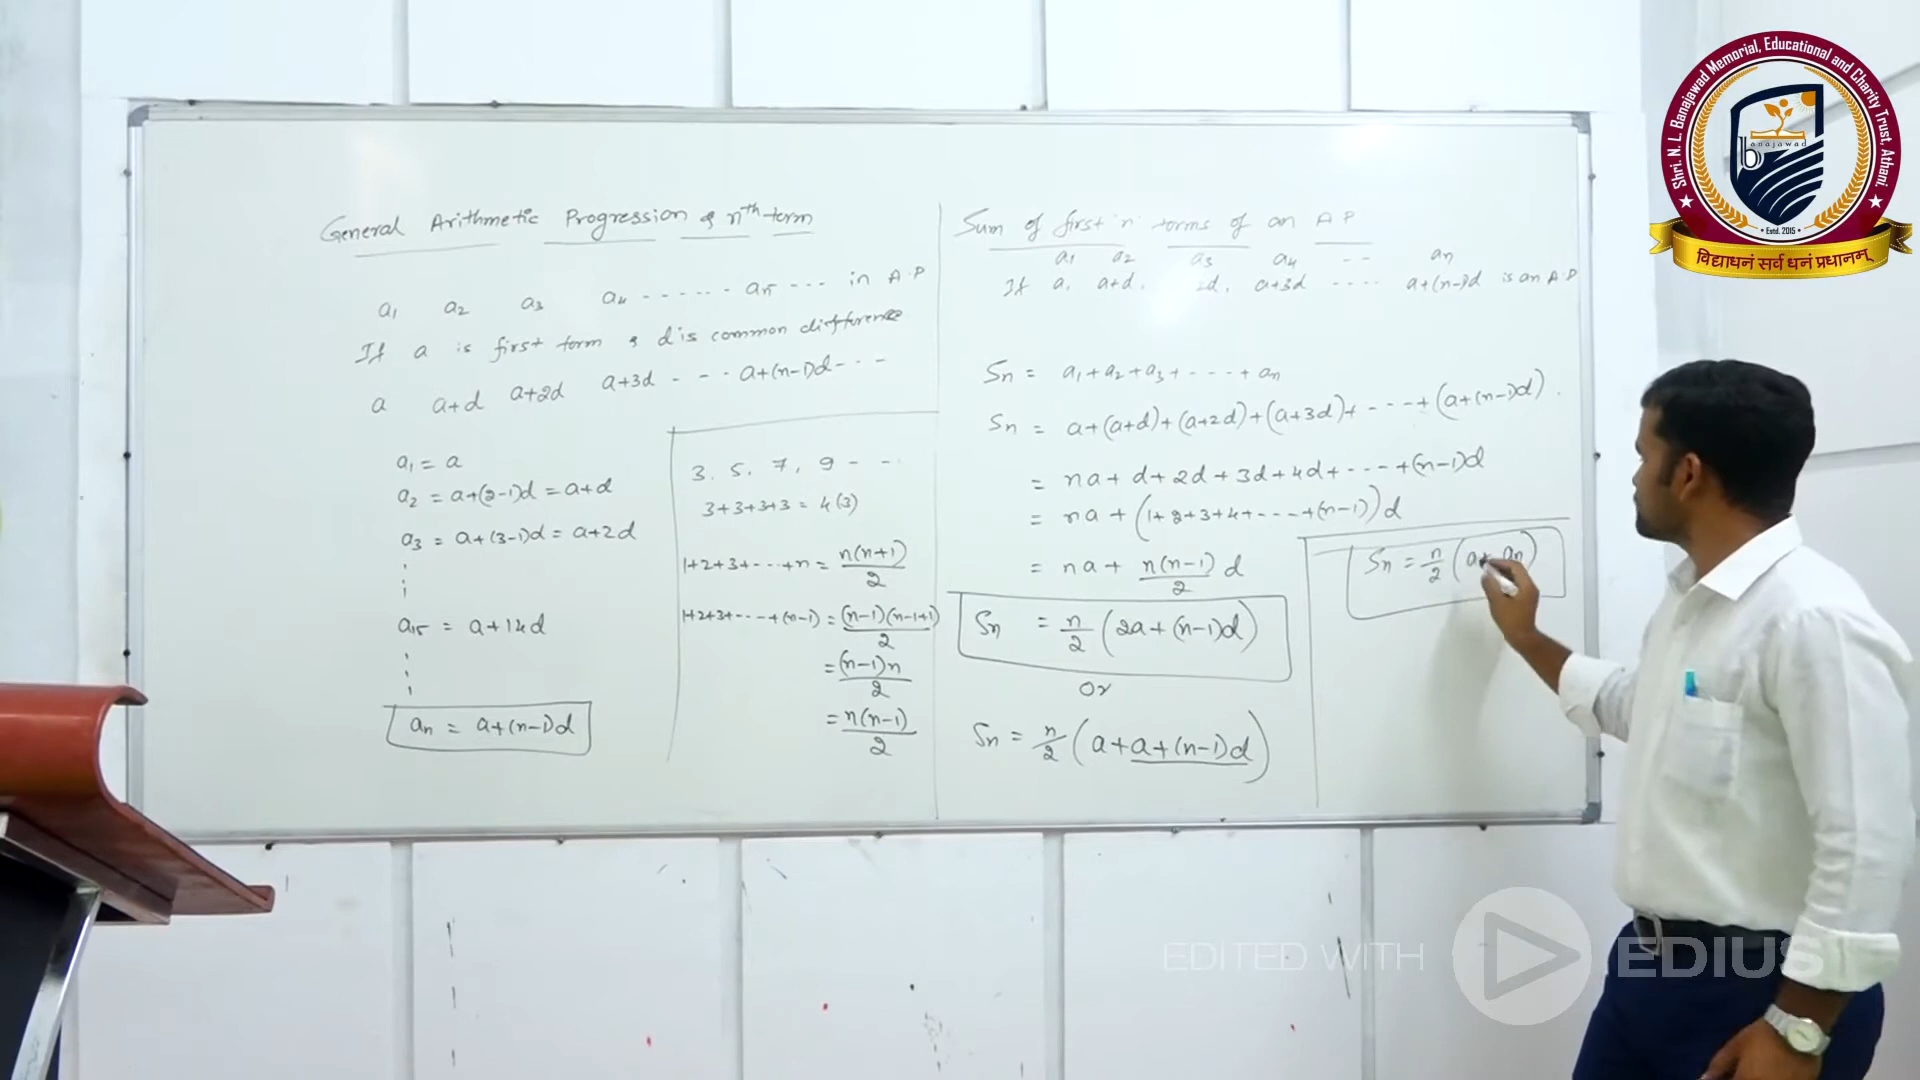 General Arithmetic Progression & nth term
a1 a2 a3 a4 ------ a15 --- in A.P
If a is first term & d is common difference
a a+d a+2d a+3d - - - a+(n-1)d- - -
a1 = a
a2 = a+(2-1)d = a+d
a3 = a+(3-1)d = a+2d
a15 = a+14d
an = a+(n-1)d
3, 5, 7, 9 - -
3+3+3+3 = 4(3)
1+2+3+---+n = n(n+1)/2
1+2+3+---+(n-1) = (n-1)(n-1+1)/2
= (n-1)n/2
= n(n-1)/2
Sum of first 'n' terms of an A P
a1 a2 a3 a4 -- an
If a, a+d, 2d, a+3d ---- a+(n-1)d is an A P
Sn = a1+a2+a3+----+an
Sn = a+(a+d)+(a+2d)+(a+3d)+----+(a+(n-1)d).
= na+d+2d+3d+4d+----+(n-1)d
= na+(1+2+3+4+----+(n-1))d
= na + n(n-1)/2 d
Sn = n/2 (2a+(n-1)d)
Or
Sn = n/2 (a+a+(n-1)d)
Sn = n/2 (a+an)
Shri. N. L. Banajawad Memorial, Educational and Charity Trust, Athani.
banajawad
• Estd. 2015 •
विद्याधनं सर्व धनं प्रधानम्
EDITED WITH EDIUS